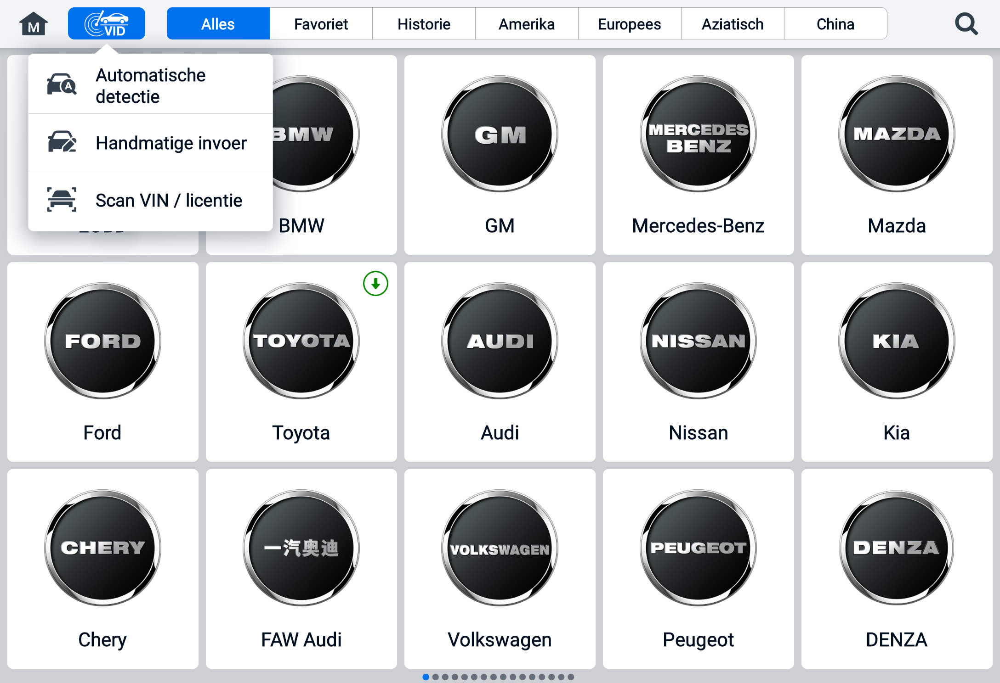 M
VID
Alles
Favoriet
Historie
Amerika
Europees
Aziatisch
China
Automatische
detectie
Handmatige invoer
Scan VIN / licentie
BMW
GM
MERCEDES
BENZ
MAZDA
BMW
GM
Mercedes-Benz
Mazda
FORD
TOYOTA
AUDI
NISSAN
KIA
Ford
Toyota
Audi
Nissan
Kia
CHERY
一汽奥迪
VOLKSWAGEN
PEUGEOT
DENZA
Chery
FAW Audi
Volkswagen
Peugeot
DENZA